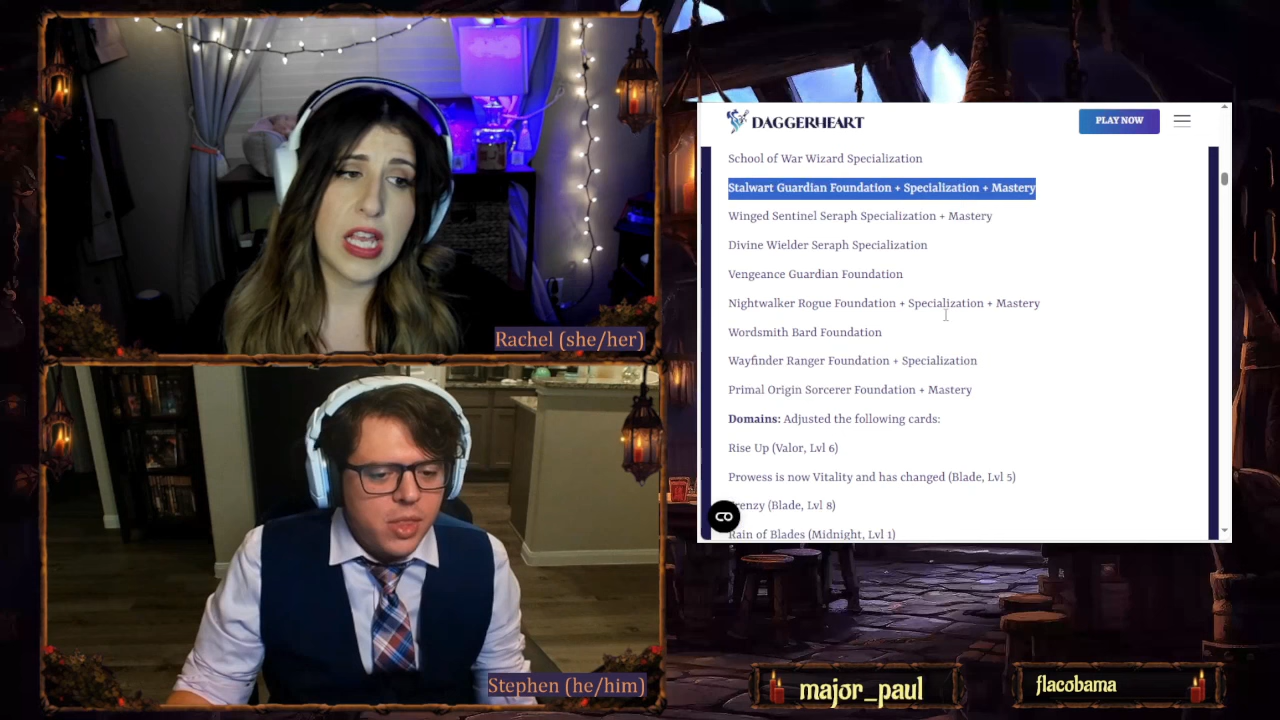 Rachel (she/her)
Stephen (he/him)
DAGGERHEART
PLAY NOW
School of War Wizard Specialization
Stalwart Guardian Foundation + Specialization + Mastery
Winged Sentinel Seraph Specialization + Mastery
Divine Wielder Seraph Specialization
Vengeance Guardian Foundation
Nightwalker Rogue Foundation + Specialization + Mastery
Wordsmith Bard Foundation
Wayfinder Ranger Foundation + Specialization
Primal Origin Sorcerer Foundation + Mastery
Domains: Adjusted the following cards:
Rise Up (Valor, Lvl 6)
Prowess is now Vitality and has changed (Blade, Lvl 5)
renzy (Blade, Lvl 8)
Rain of Blades (Midnight, Lvl 1)
major_paul
flacobama